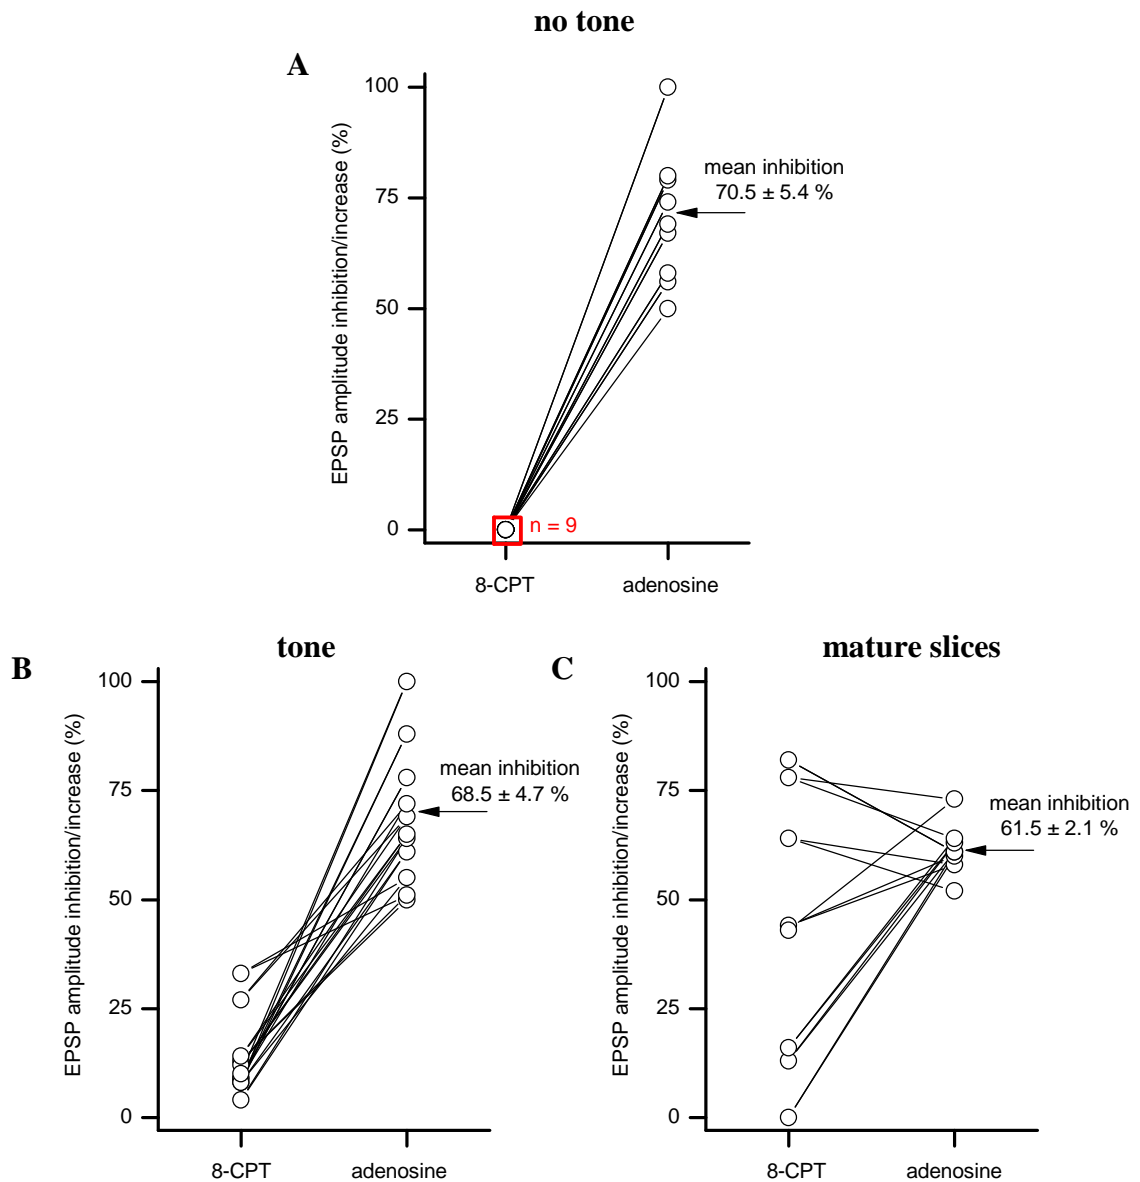 no tone
A
EPSP amplitude inhibition/increase (%)
100
75
50
25
0
mean inhibition
70.5 ± 5.4 %
n = 9
8-CPT
adenosine
tone
B
EPSP amplitude inhibition/increase (%)
100
75
50
25
0
mean inhibition
68.5 ± 4.7 %
8-CPT
adenosine
mature slices
C
EPSP amplitude inhibition/increase (%)
100
75
50
25
0
mean inhibition
61.5 ± 2.1 %
8-CPT
adenosine